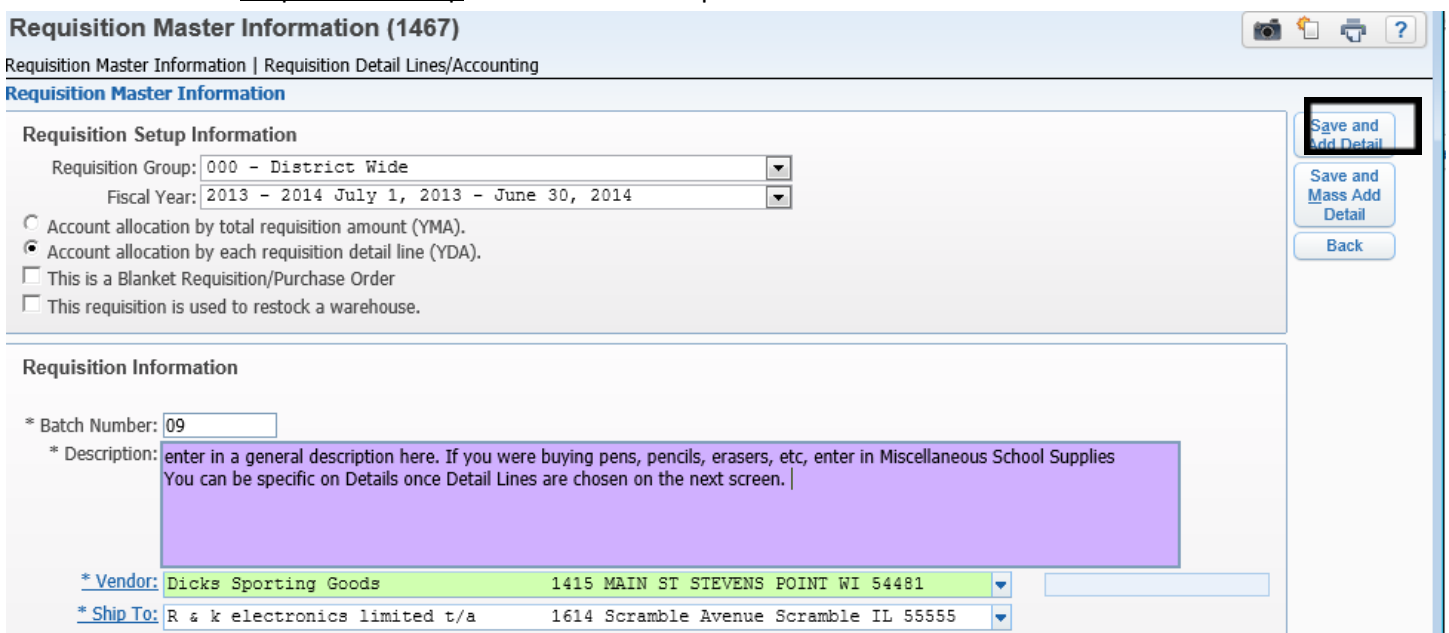 Requisition Master Information (1467)
?
Requisition Master Information | Requisition Detail Lines/Accounting
Requisition Master Information
Requisition Setup Information
Requisition Group: 000 - District Wide
Fiscal Year: 2013 - 2014 July 1, 2013 - June 30, 2014
Account allocation by total requisition amount (YMA).
Account allocation by each requisition detail line (YDA).
This is a Blanket Requisition/Purchase Order
This requisition is used to restock a warehouse.
Save and
Add Detail
Save and
Mass Add
Detail
Back
Requisition Information
* Batch Number: 09
* Description: enter in a general description here. If you were buying pens, pencils, erasers, etc, enter in Miscellaneous School Supplies
You can be specific on Details once Detail Lines are chosen on the next screen.
* Vendor: Dicks Sporting Goods 1415 MAIN ST STEVENS POINT WI 54481
* Ship To: R & k electronics limited t/a 1614 Scramble Avenue Scramble IL 55555